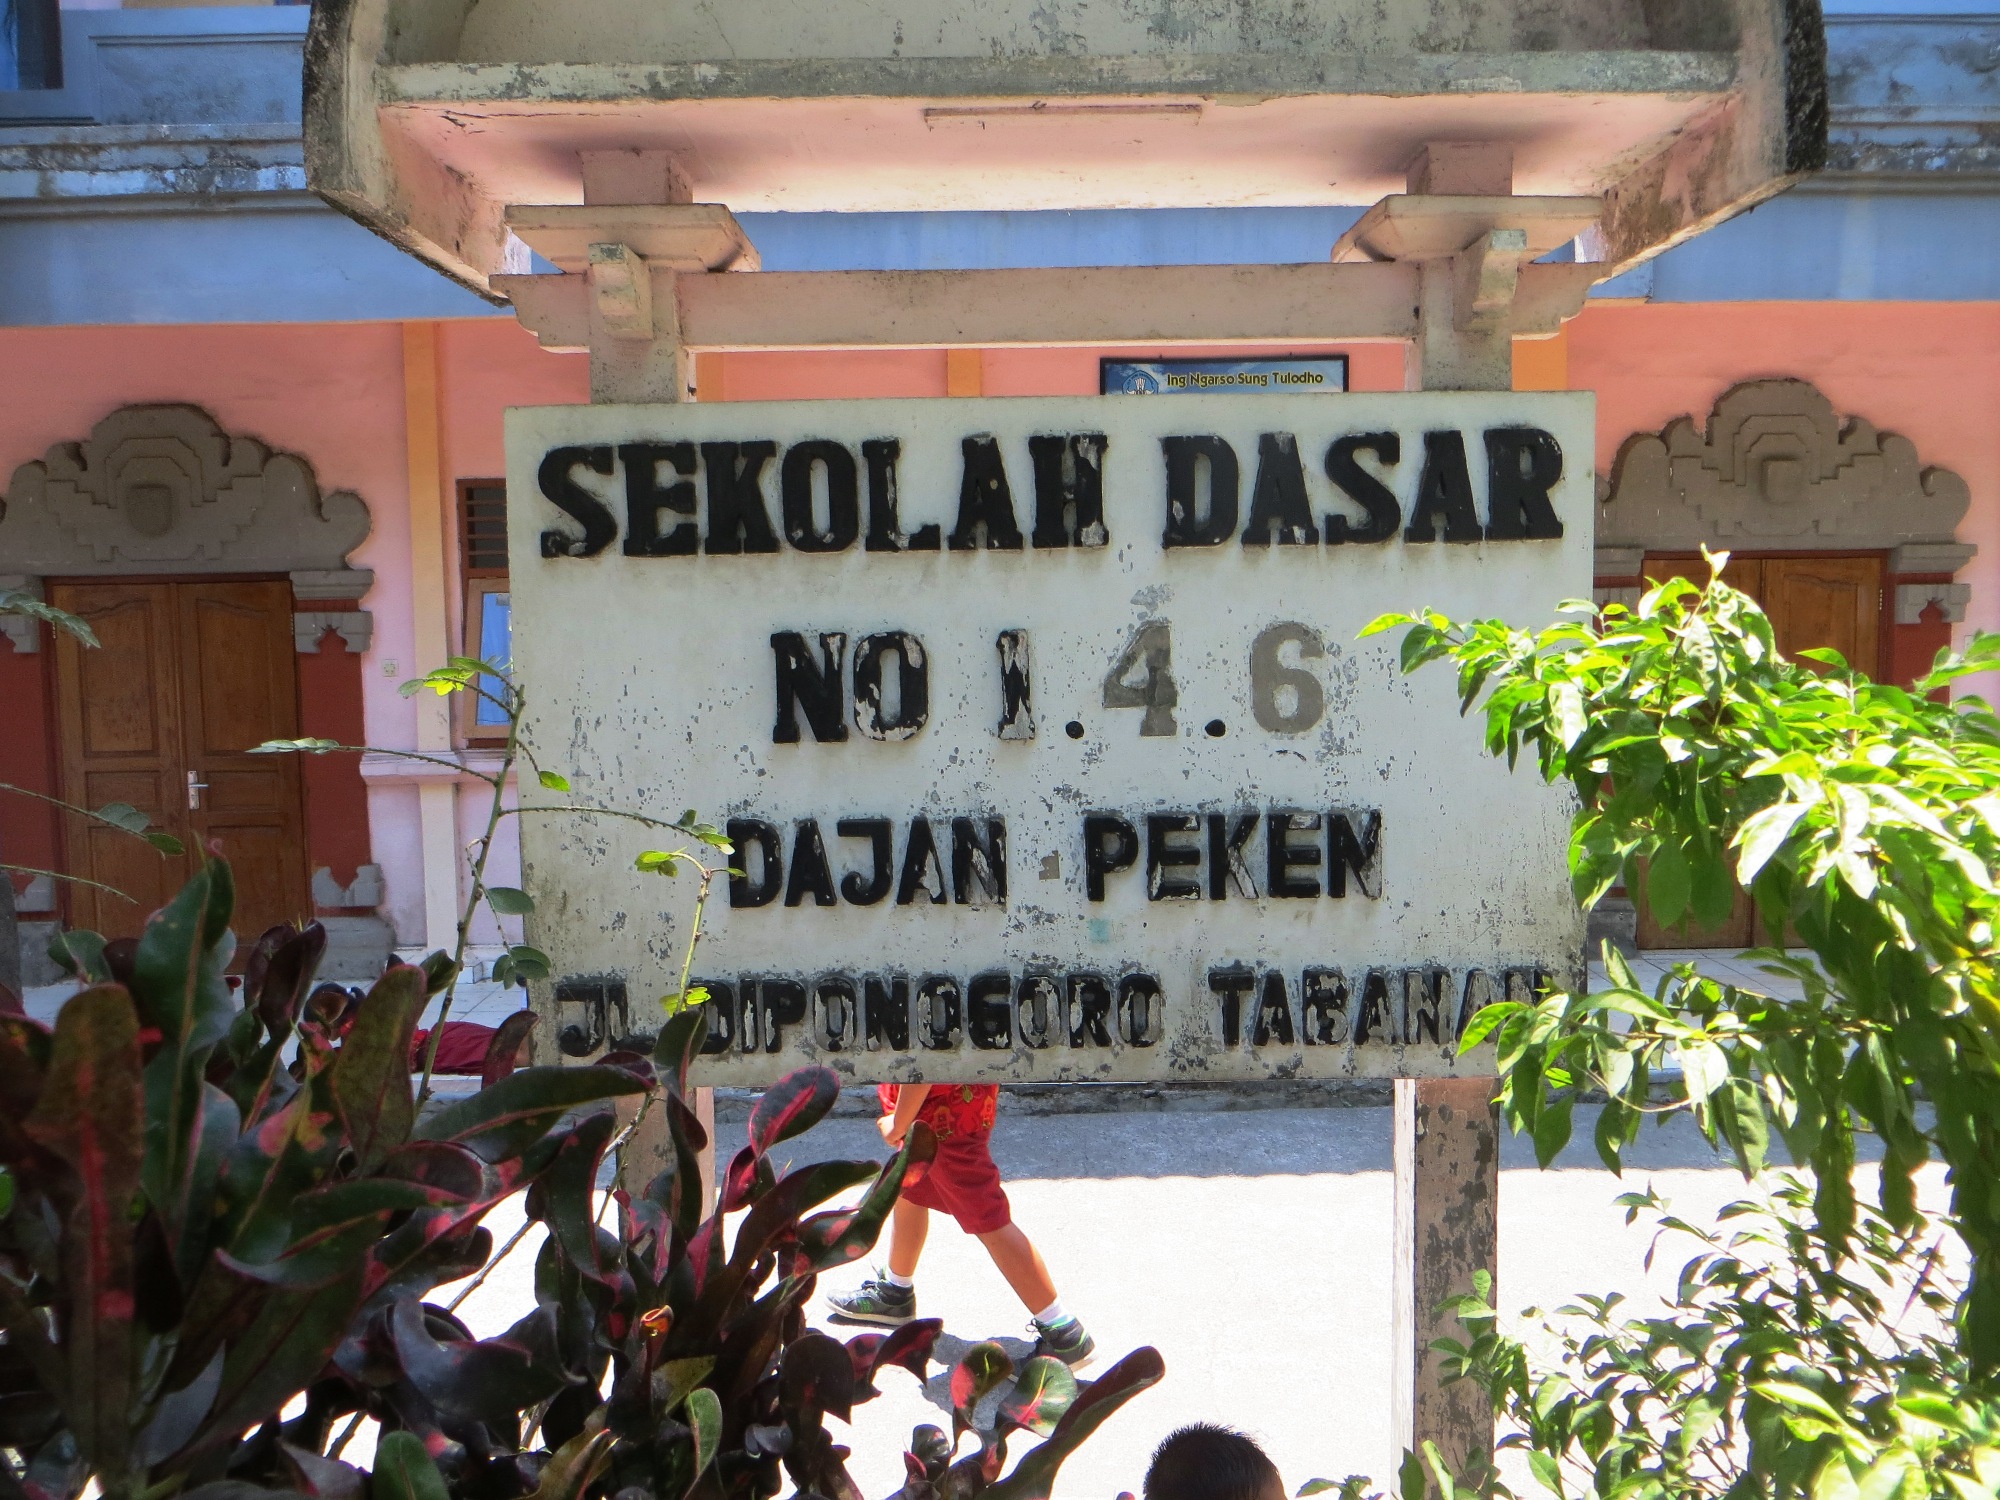 Ing Ngarso Sung Tulodho
SEKOLAH DASAR
NO 1.4.6
DAJAN PEKEN
JL. DIPONOGORO TABANAN